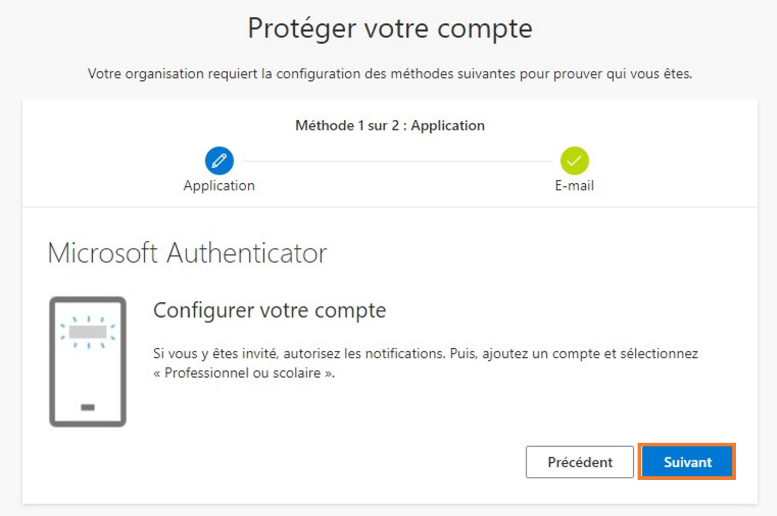 Protéger votre compte
Votre organisation requiert la configuration des méthodes suivantes pour prouver qui vous êtes.
Méthode 1 sur 2 : Application
Application
E-mail
Microsoft Authenticator
Configurer votre compte
Si vous y êtes invité, autorisez les notifications. Puis, ajoutez un compte et sélectionnez
« Professionnel ou scolaire ».
Précédent
Suivant